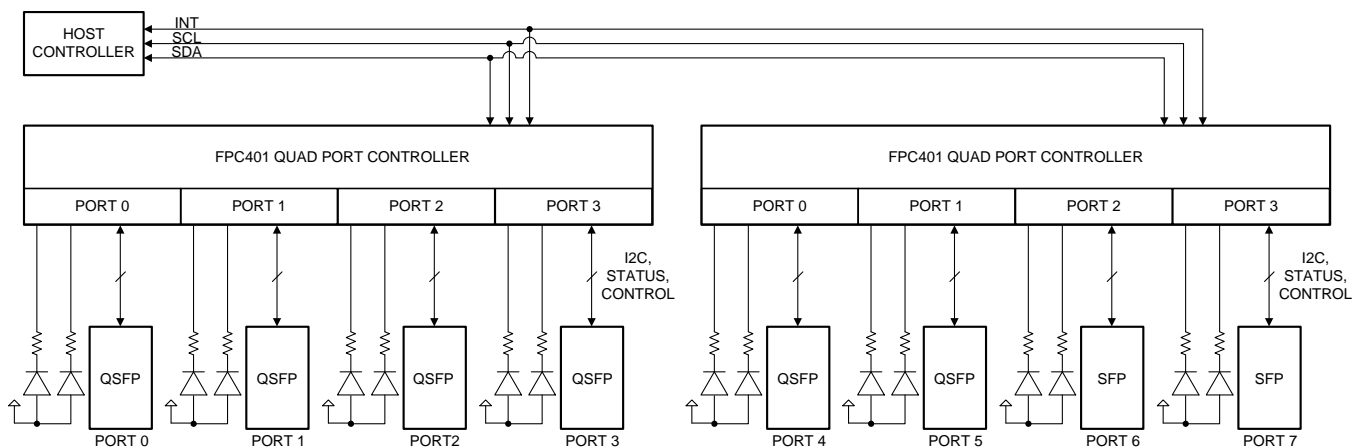 HOST
CONTROLLER
INT
SCL
SDA
FPC401 QUAD PORT CONTROLLER
PORT 0
PORT 1
PORT 2
PORT 3
FPC401 QUAD PORT CONTROLLER
PORT 0
PORT 1
PORT 2
PORT 3
I2C,
STATUS,
CONTROL
I2C,
STATUS,
CONTROL
QSFP
QSFP
QSFP
QSFP
QSFP
QSFP
SFP
SFP
PORT 0
PORT 1
PORT2
PORT 3
PORT 4
PORT 5
PORT 6
PORT 7